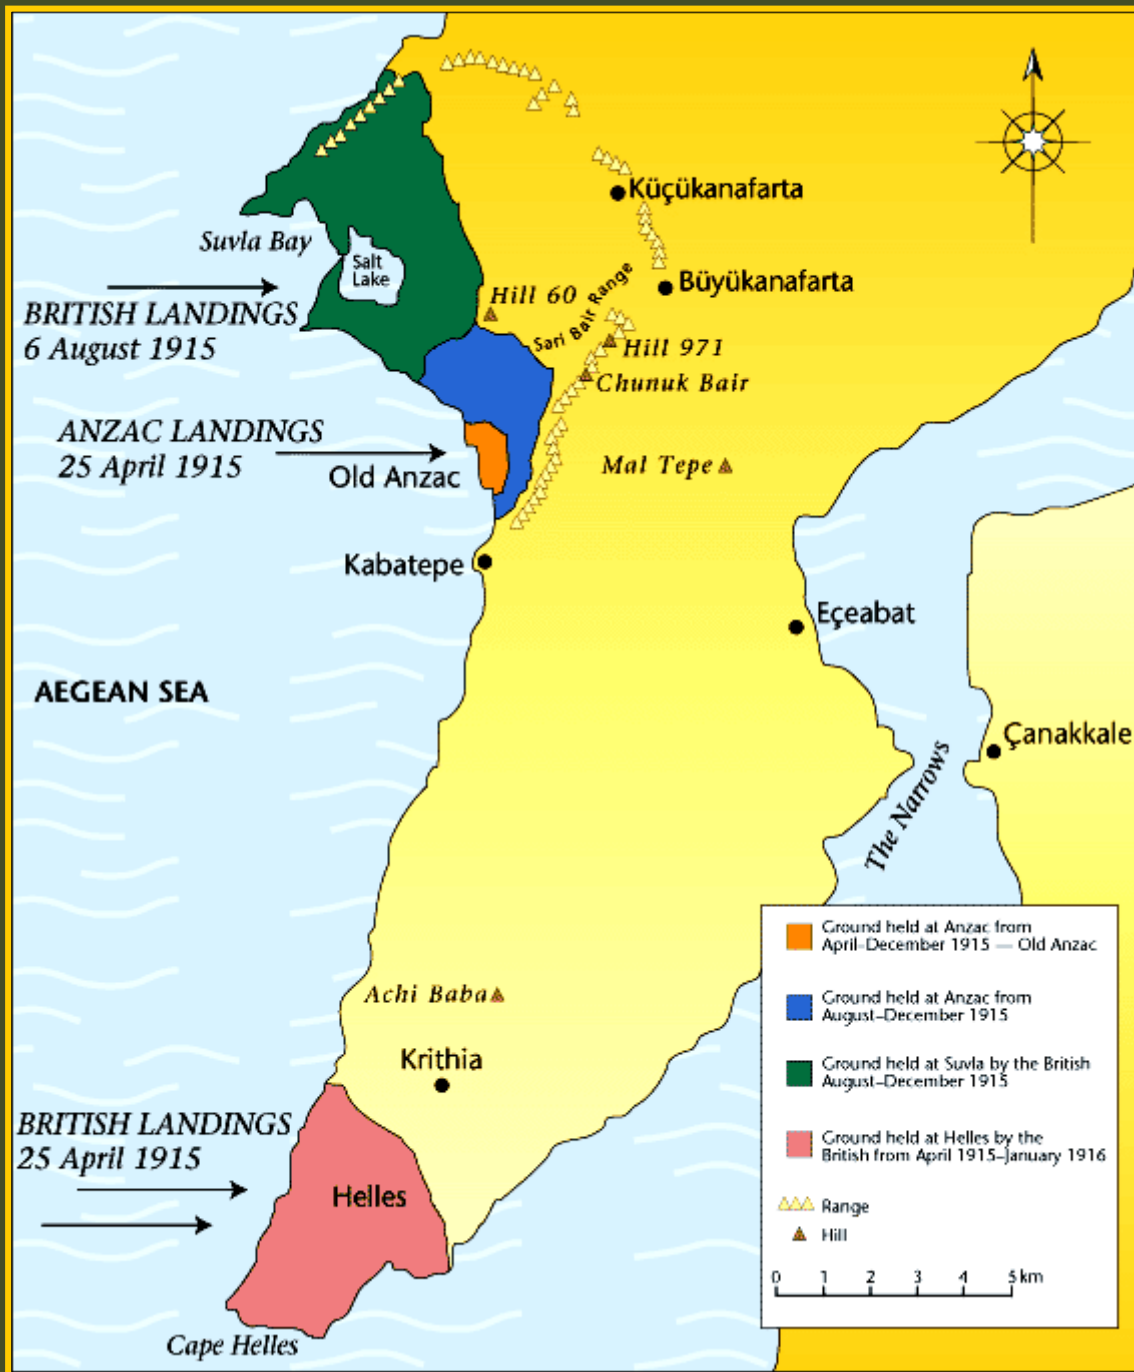 Küçükanafarta
Suvla Bay
Salt
Lake
Büyükanafarta
Hill 60
Sari Bair Range
BRITISH LANDINGS
6 August 1915
Hill 971
Chunuk Bair
ANZAC LANDINGS
25 April 1915
Old Anzac
Mal Tepe
Kabatepe
Eçeabat
AEGEAN SEA
Çanakkale
The Narrows
Achi Baba
Krithia
BRITISH LANDINGS
25 April 1915
Helles
Cape Helles
Ground held at Anzac from
April–December 1915 — Old Anzac
Ground held at Anzac from
August–December 1915
Ground held at Suvla by the British
August–December 1915
Ground held at Helles by the
British from April 1915–January 1916
Range
Hill
0 1 2 3 4 5 km